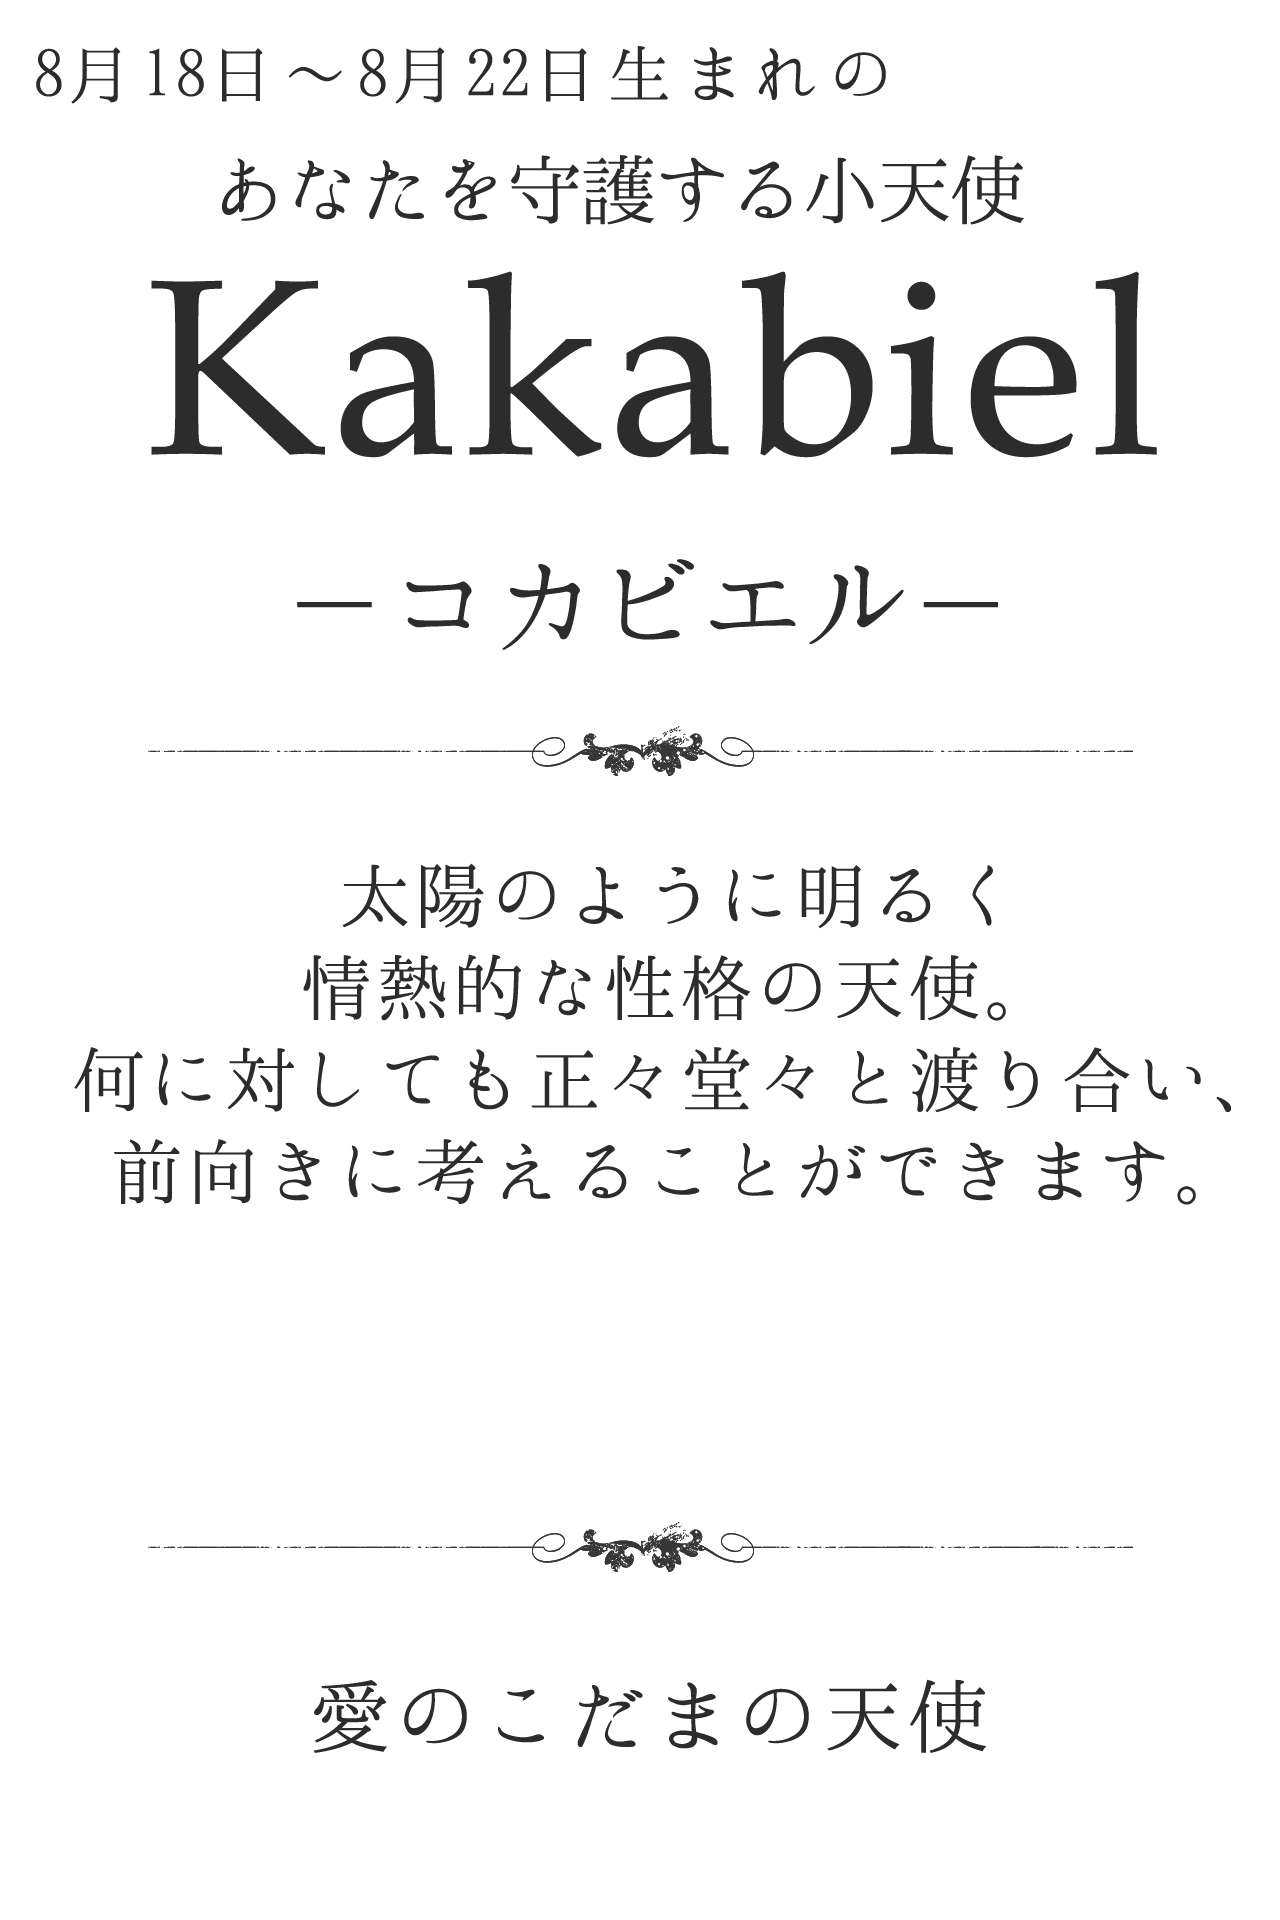 8月18日～8月22日生まれの
あなたを守護する小天使
Kakabiel
－コカビエル－
太陽のように明るく
情熱的な性格の天使。
何に対しても正々堂々と渡り合い、
前向きに考えることができます。
愛のこだまの天使